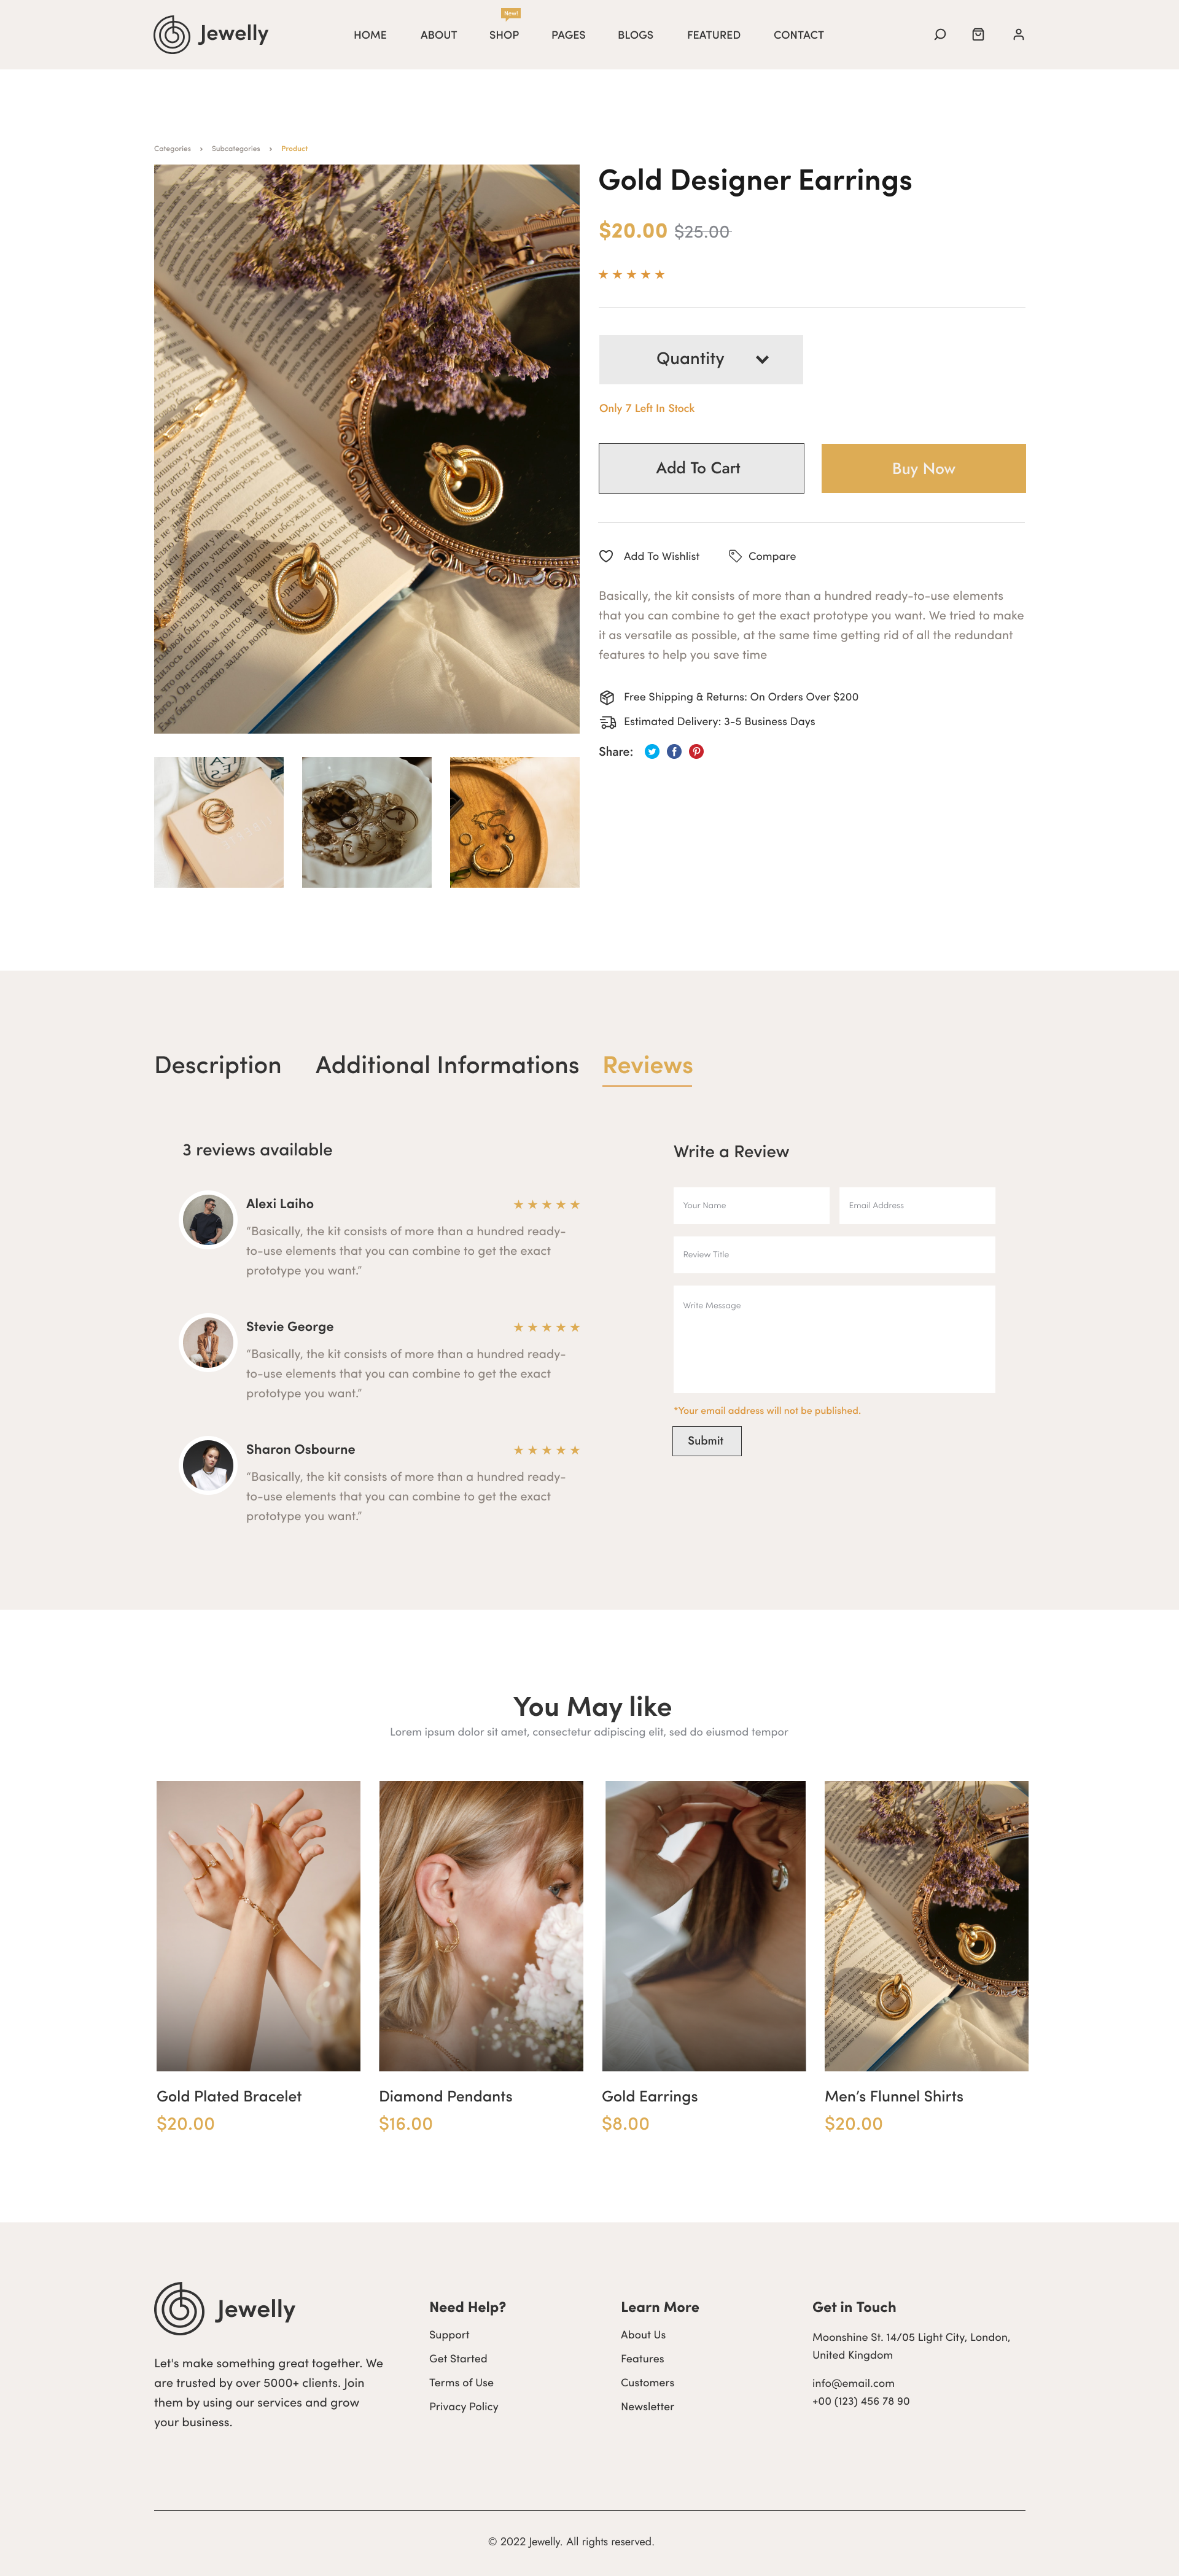 Jewelly
HOME ABOUT SHOP PAGES BLOGS FEATURED CONTACT
New!
Categories › Subcategories › Product
Gold Designer Earrings
$20.00 $25.00
Quantity
Only 7 Left In Stock
Add To Cart Buy Now
Add To Wishlist Compare
Basically, the kit consists of more than a hundred ready-to-use elements
that you can combine to get the exact prototype you want. We tried to make
it as versatile as possible, at the same time getting rid of all the redundant
features to help you save time
Free Shipping & Returns: On Orders Over $200
Estimated Delivery: 3-5 Business Days
Share:
Description Additional Informations Reviews
3 reviews available
Alexi Laiho
“Basically, the kit consists of more than a hundred ready-
to-use elements that you can combine to get the exact
prototype you want.”
Stevie George
“Basically, the kit consists of more than a hundred ready-
to-use elements that you can combine to get the exact
prototype you want.”
Sharon Osbourne
“Basically, the kit consists of more than a hundred ready-
to-use elements that you can combine to get the exact
prototype you want.”
Write a Review
Your Name Email Address
Review Title
Write Message
*Your email address will not be published.
Submit
You May like
Lorem ipsum dolor sit amet, consectetur adipiscing elit, sed do eiusmod tempor
Gold Plated Bracelet
$20.00
Diamond Pendants
$16.00
Gold Earrings
$8.00
Men’s Flunnel Shirts
$20.00
Jewelly
Let's make something great together. We
are trusted by over 5000+ clients. Join
them by using our services and grow
your business.
Need Help?
Support
Get Started
Terms of Use
Privacy Policy
Learn More
About Us
Features
Customers
Newsletter
Get in Touch
Moonshine St. 14/05 Light City, London,
United Kingdom
info@email.com
+00 (123) 456 78 90
© 2022 Jewelly. All rights reserved.